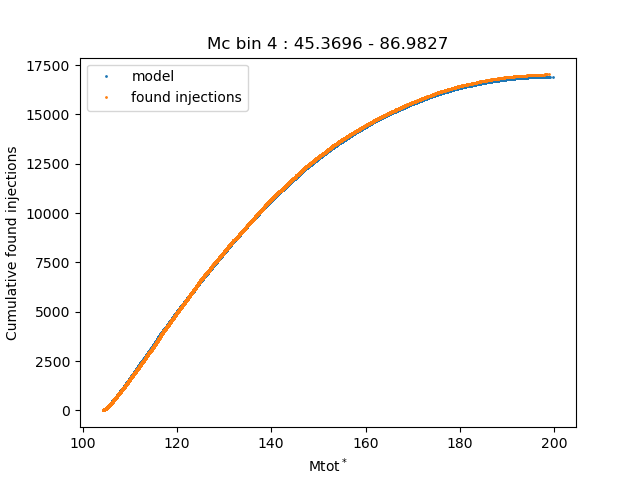 Mc bin 4 : 45.3696 - 86.9827
model
found injections
Cumulative found injections
17500
15000
12500
10000
7500
5000
2500
0
100 120 140 160 180 200
Mtot*